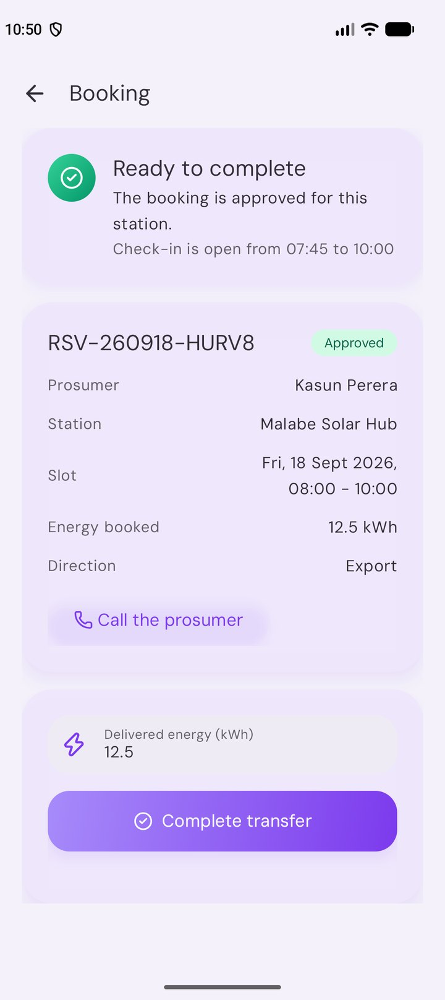 10:50
Booking
Ready to complete
The booking is approved for this
station.
Check-in is open from 07:45 to 10:00
RSV-260918-HURV8
Approved
Prosumer
Kasun Perera
Station
Malabe Solar Hub
Slot
Fri, 18 Sept 2026,
08:00 - 10:00
Energy booked
12.5 kWh
Direction
Export
Call the prosumer
Delivered energy (kWh)
12.5
Complete transfer